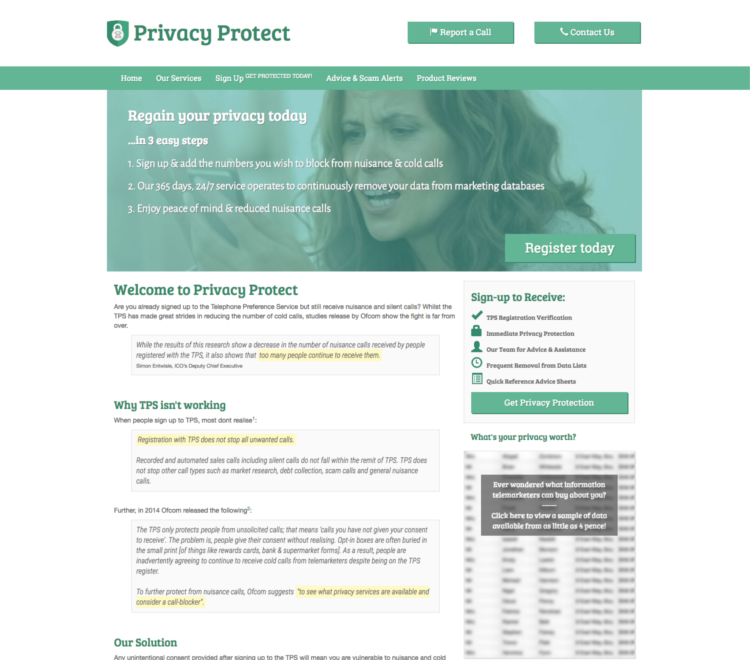 Privacy Protect
Report a Call
Contact Us
Home
Our Services
Sign Up GET PROTECTED TODAY!
Advice & Scam Alerts
Product Reviews
Regain your privacy today
...in 3 easy steps
1. Sign up & add the numbers you wish to block from nuisance & cold calls
2. Our 365 days, 24/7 service operates to continuously remove your data from marketing databases
3. Enjoy peace of mind & reduced nuisance calls
Register today
Welcome to Privacy Protect
Are you already signed up to the Telephone Preference Service but still receive nuisance and silent calls? Whilst the
TPS has made great strides in reducing the number of cold calls, studies release by Ofcom show the fight is far from
over.
While the results of this research show a decrease in the number of nuisance calls received by people
registered with the TPS, it also shows that too many people continue to receive them.
Simon Entwisle, ICO's Deputy Chief Executive
Why TPS isn't working
When people sign up to TPS, most dont realise1:
Registration with TPS does not stop all unwanted calls.
Recorded and automated sales calls including silent calls do not fall within the remit of TPS. TPS does
not stop other call types such as market research, debt collection, scam calls and general nuisance
calls.
Further, in 2014 Ofcom released the following2:
The TPS only protects people from unsolicited calls; that means 'calls you have not given your consent
to receive'. The problem is, people give their consent without realising. Opt-in boxes are often buried in
the small print [of things like rewards cards, bank & supermarket forms]. As a result, people are
inadvertently agreeing to continue to receive cold calls from telemarketers despite being on the TPS
register.
To further protect from nuisance calls, Ofcom suggests "to see what privacy services are available and
consider a call-blocker".
Our Solution
Any unintentional consent provided after signing up to the TPS will mean you are vulnerable to nuisance and cold
Sign-up to Receive:
TPS Registration Verification
Immediate Privacy Protection
Our Team for Advice & Assistance
Frequent Removal from Data Lists
Quick Reference Advice Sheets
Get Privacy Protection
What's your privacy worth?
Ever wondered what information
telemarketers can buy about you?
Click here to view a sample of data
available from as little as 4 pence!